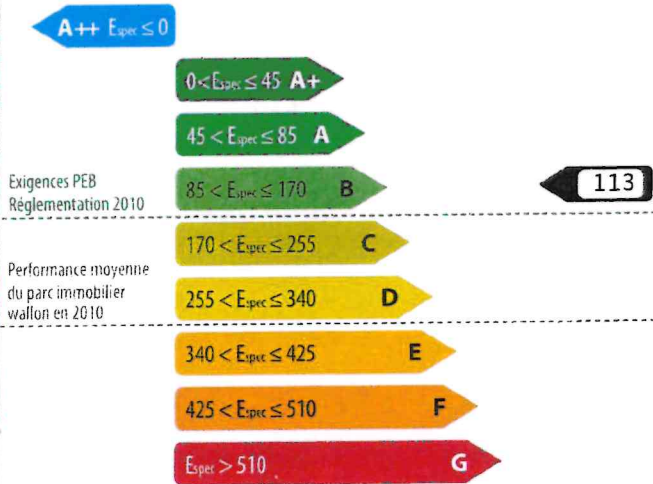 A++ Espec ≤ 0
0 < Espec ≤ 45 A+
45 < Espec ≤ 85 A
Exigences PEB
Réglementation 2010
85 < Espec ≤ 170 B
113
170 < Espec ≤ 255 C
Performance moyenne
du parc immobilier
wallon en 2010
255 < Espec ≤ 340 D
340 < Espec ≤ 425 E
425 < Espec ≤ 510 F
Espec > 510 G